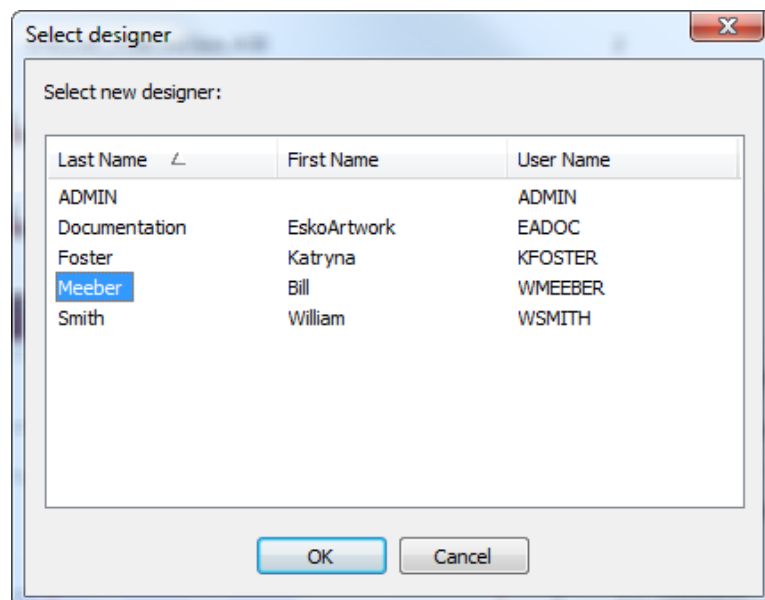 Select designer
Select new designer:
Last Name First Name User Name
ADMIN ADMIN
Documentation EskoArtwork EADOC
Foster Katryna KFOSTER
Meeber Bill WMEEBER
Smith William WSMITH
OK Cancel